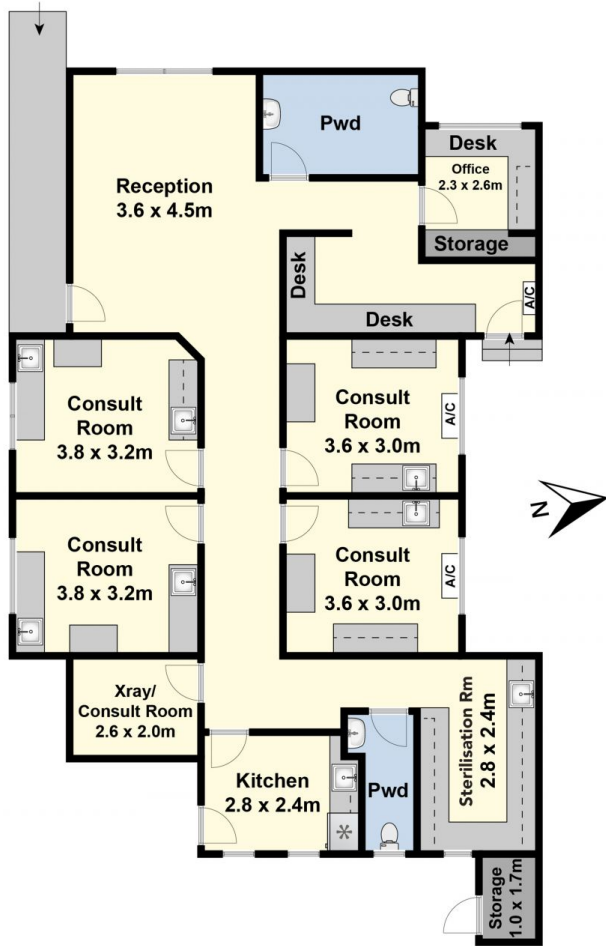 Pwd
Desk
Office
2.3 x 2.6m
Storage
Reception
3.6 x 4.5m
Desk
Desk
A/C
Consult
Room
3.8 x 3.2m
Consult
Room
3.6 x 3.0m
A/C
N
Consult
Room
3.8 x 3.2m
Consult
Room
3.6 x 3.0m
A/C
Xray/
Consult Room
2.6 x 2.0m
Sterilisation Rm
2.8 x 2.4m
Kitchen
2.8 x 2.4m
Pwd
Storage
1.0 x 1.7m